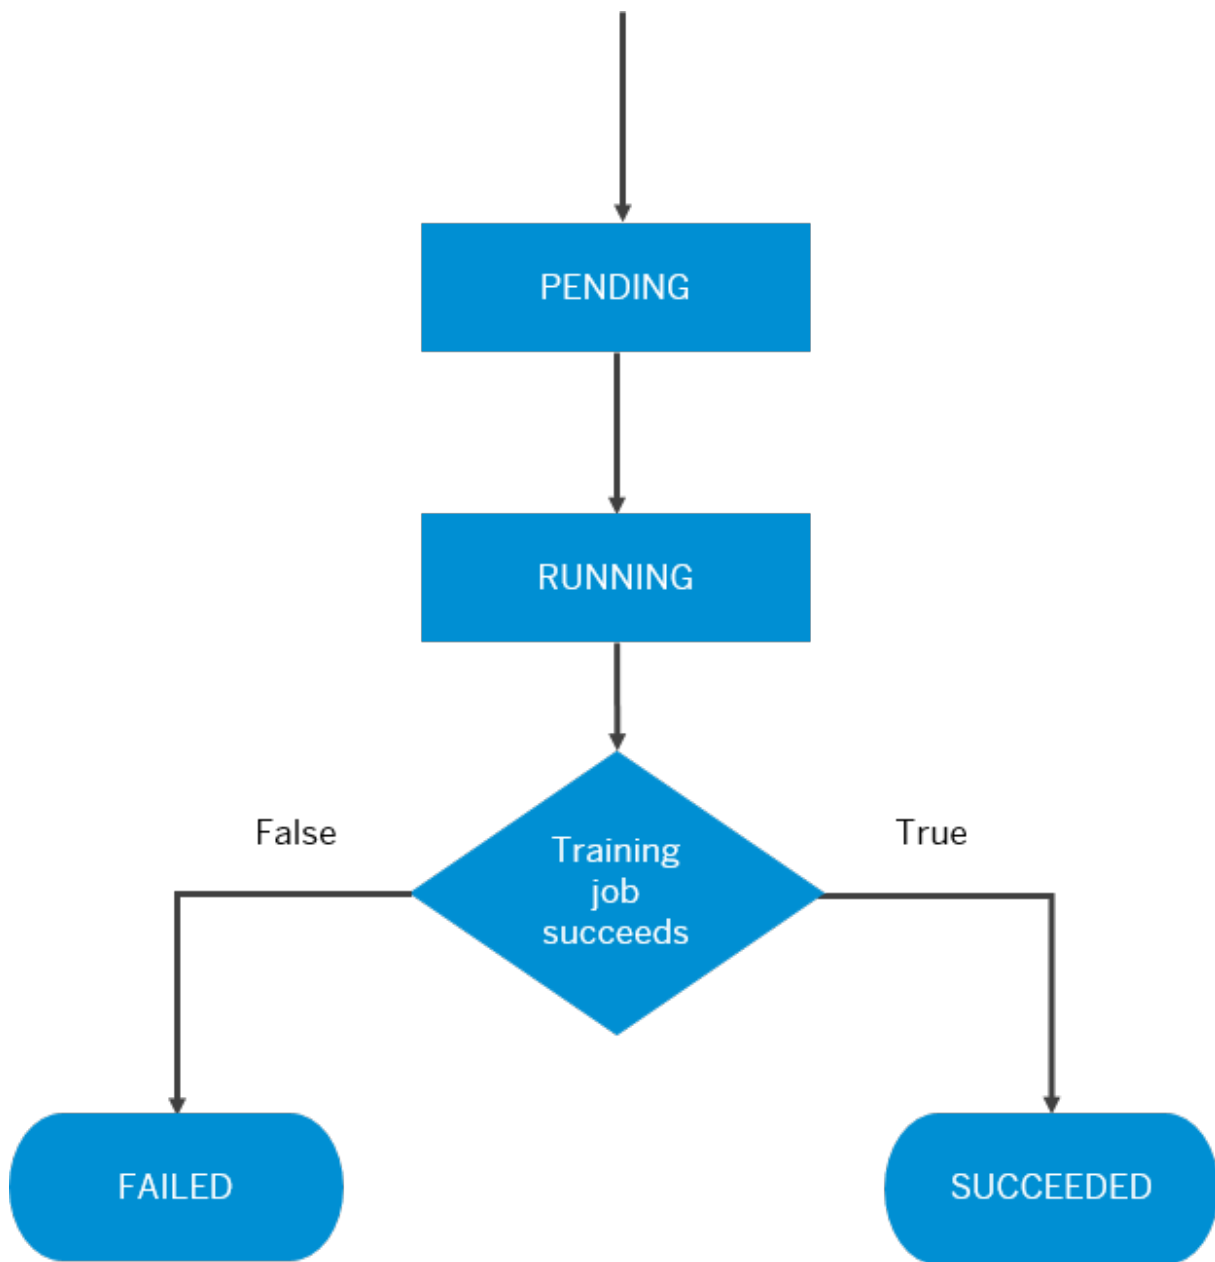 PENDING
RUNNING
False
True
Training
job
succeeds
FAILED
SUCCEEDED